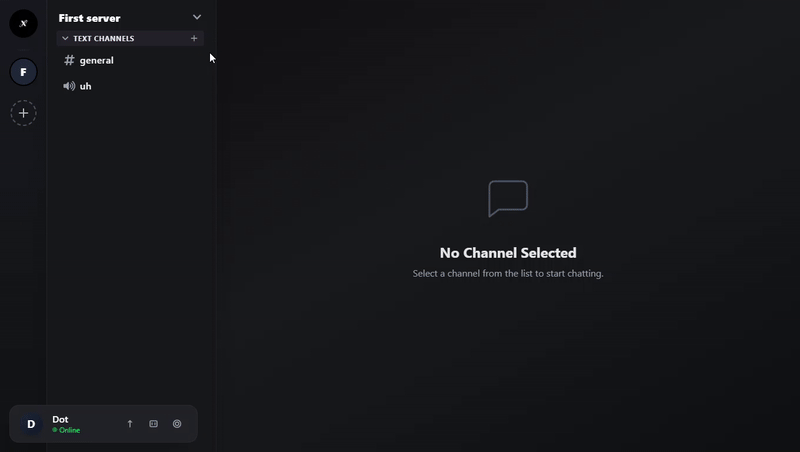 x
First server
TEXT CHANNELS
general
F
uh
No Channel Selected
Select a channel from the list to start chatting.
D
Dot
Online